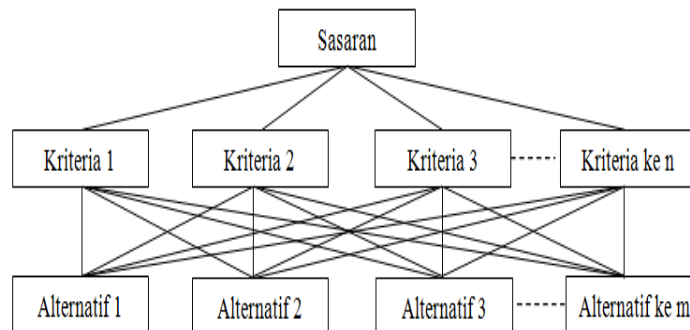 Sasaran
Kriteria 1
Kriteria 2
Kriteria 3
Kriteria ke n
Alternatif 1
Alternatif 2
Alternatif 3
Alternatif ke m